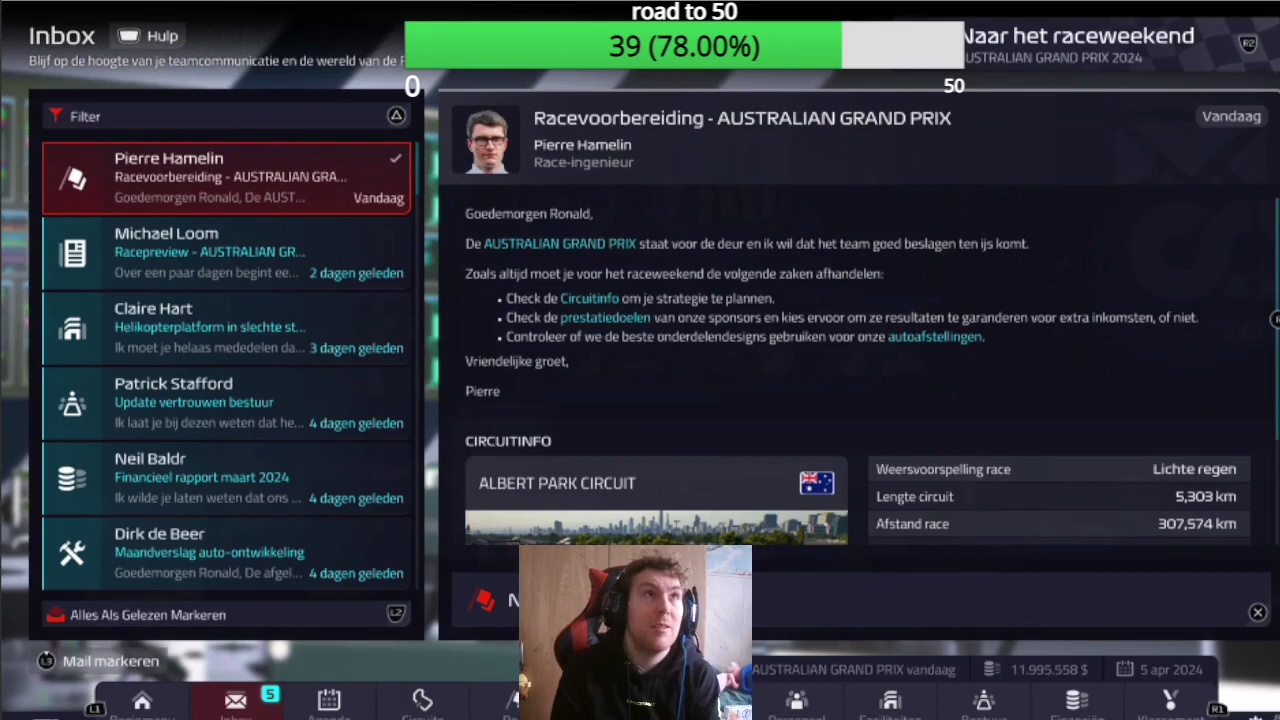 road to 50
39 (78.00%)
0
50
Inbox
Hulp
Blijf op de hoogte van je teamcommunicatie en de wereld van de
Naar het raceweekend
R2
AUSTRALIAN GRAND PRIX 2024
Filter
Pierre Hamelin
Racevoorbereiding - AUSTRALIAN GRA...
Goedemorgen Ronald, De AUST...
Vandaag
Michael Loom
Racepreview - AUSTRALIAN GR...
Over een paar dagen begint ee...
2 dagen geleden
Claire Hart
Helikopterplatform in slechte st...
Ik moet je helaas mededelen da...
3 dagen geleden
Patrick Stafford
Update vertrouwen bestuur
Ik laat je bij dezen weten dat he...
4 dagen geleden
Neil Baldr
Financieel rapport maart 2024
Ik wilde je laten weten dat ons ...
4 dagen geleden
Dirk de Beer
Maandverslag auto-ontwikkeling
Goedemorgen Ronald, De afgel...
4 dagen geleden
Alles Als Gelezen Markeren
L2
Racevoorbereiding - AUSTRALIAN GRAND PRIX
Vandaag
Pierre Hamelin
Race-ingenieur
Goedemorgen Ronald,
De AUSTRALIAN GRAND PRIX staat voor de deur en ik wil dat het team goed beslagen ten ijs komt.
Zoals altijd moet je voor het raceweekend de volgende zaken afhandelen:
• Check de Circuitinfo om je strategie te plannen.
• Check de prestatiedoelen van onze sponsors en kies ervoor om ze resultaten te garanderen voor extra inkomsten, of niet.
• Controleer of we de beste onderdelendesigns gebruiken voor onze autoafstellingen.
Vriendelijke groet,
Pierre
CIRCUITINFO
ALBERT PARK CIRCUIT
Weersvoorspelling race
Lichte regen
Lengte circuit
5,303 km
Afstand race
307,574 km
L3
Mail markeren
AUSTRALIAN GRAND PRIX vandaag
11.995.558 $
5 apr 2024
L1
5
R1